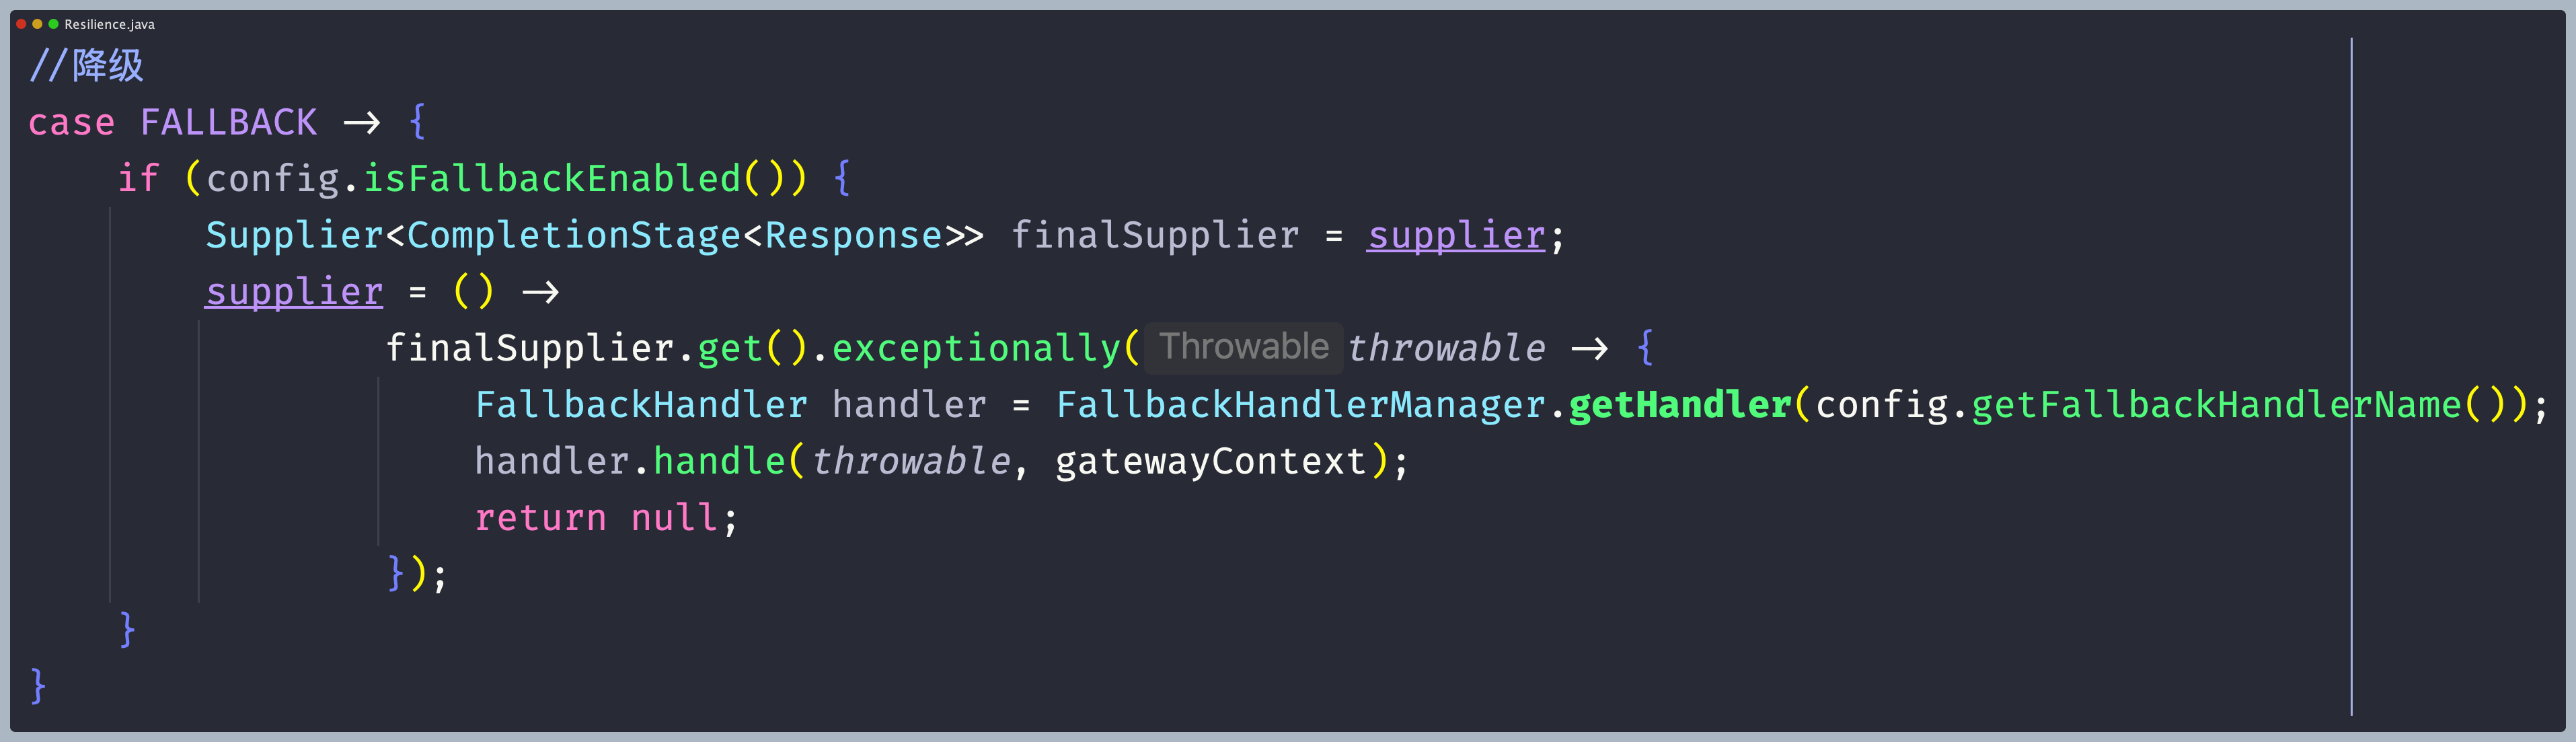 Resilience.java
//降级
case FALLBACK -> {
if (config.isFallbackEnabled()) {
Supplier<CompletionStage<Response>> finalSupplier = supplier;
supplier = () ->
finalSupplier.get().exceptionally( Throwable throwable -> {
FallbackHandler handler = FallbackHandlerManager.getHandler(config.getFallbackHandlerName());
handler.handle(throwable, gatewayContext);
return null;
});
}
}